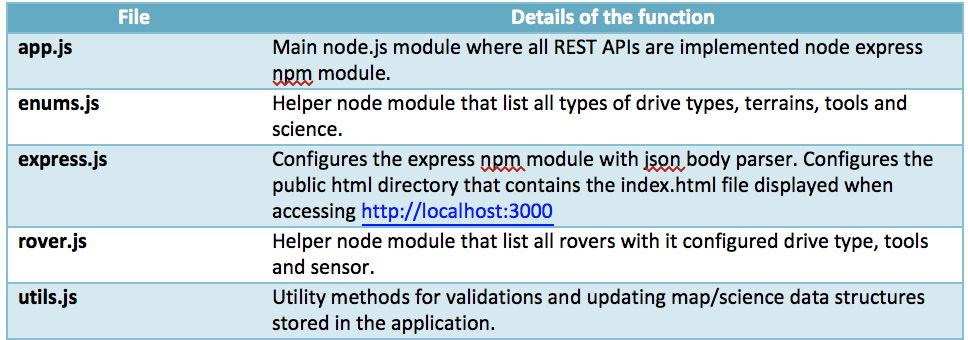 File Details of the function
app.js Main node.js module where all REST APIs are implemented node express
npm module.
enums.js Helper node module that list all types of drive types, terrains, tools and
science.
express.js Configures the express npm module with json body parser. Configures the
public html directory that contains the index.html file displayed when
accessing http://localhost:3000
rover.js Helper node module that list all rovers with it configured drive type, tools
and sensor.
utils.js Utility methods for validations and updating map/science data structures
stored in the application.